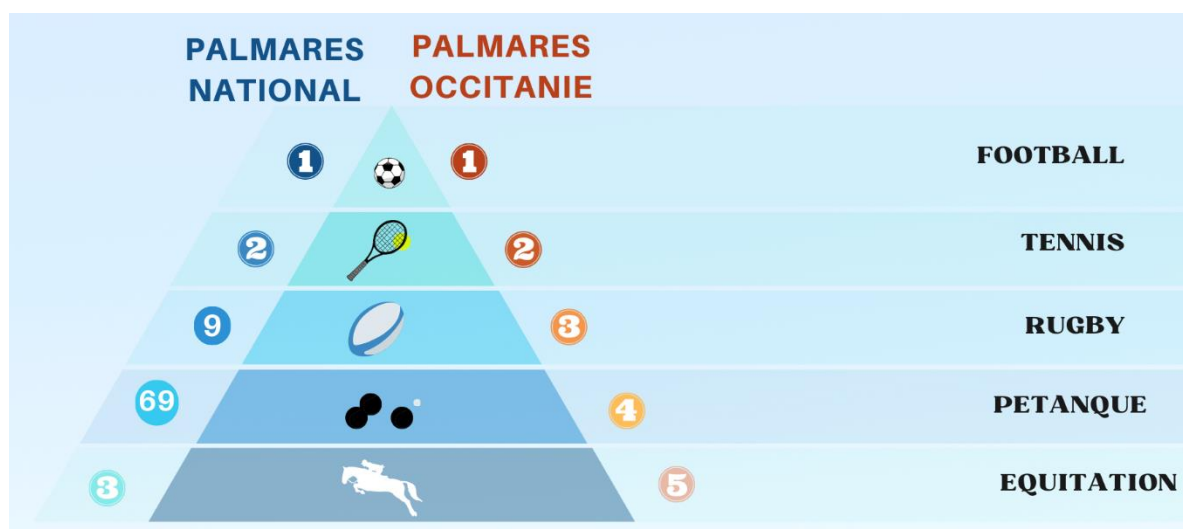 PALMARES
NATIONAL
PALMARES
OCCITANIE
1
1
FOOTBALL
2
2
TENNIS
9
3
RUGBY
69
4
PETANQUE
3
5
EQUITATION